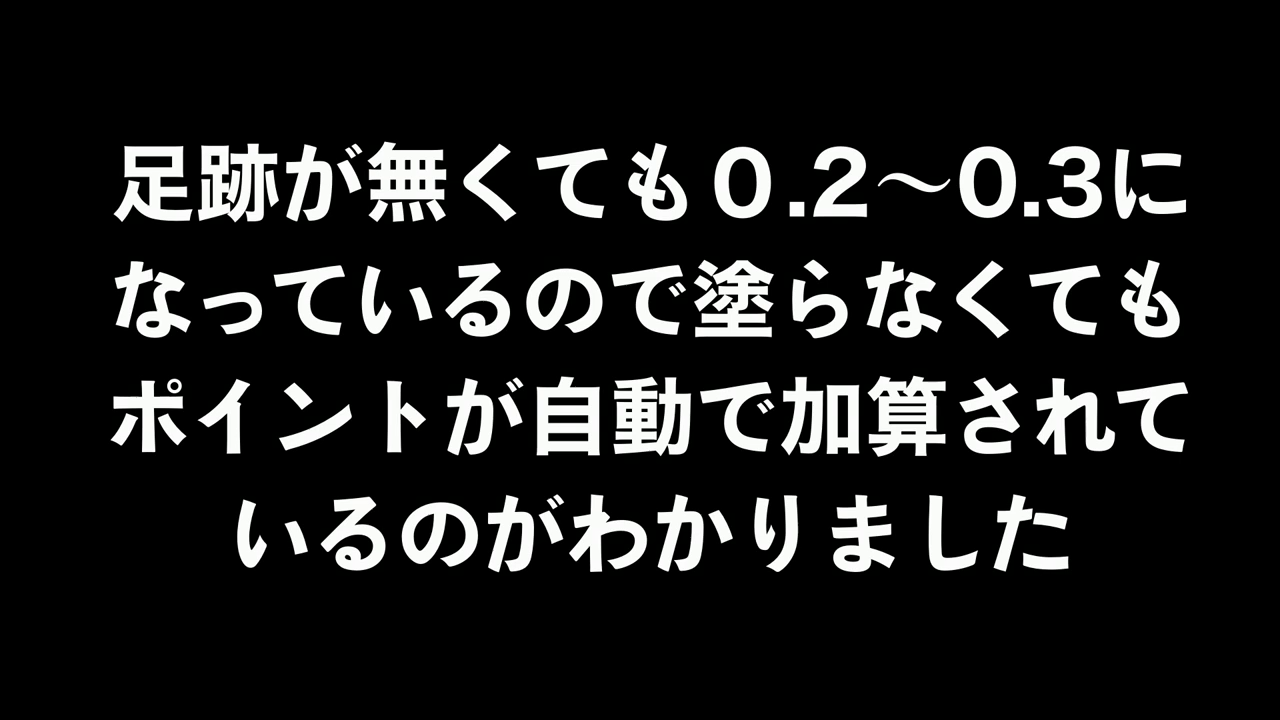 足跡が無くても０.2～0.3に
なっているので塗らなくても
ポイントが自動で加算されて
いるのがわかりました